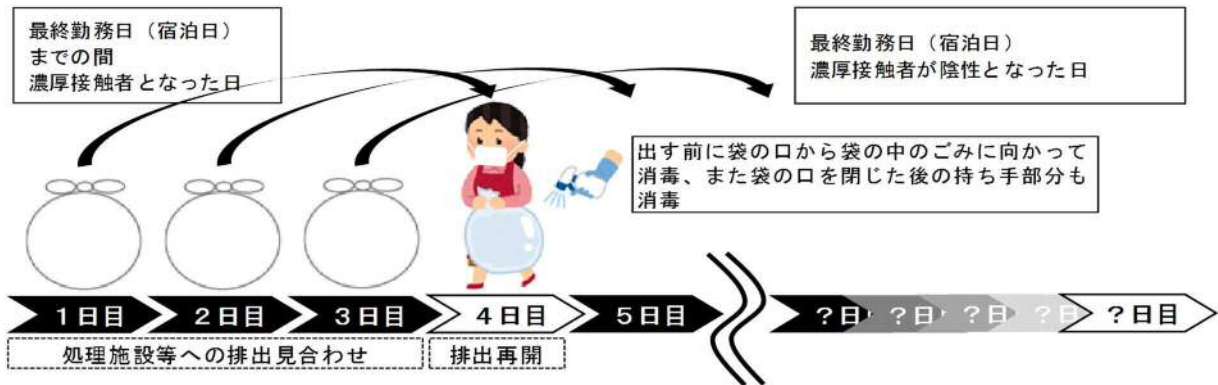 最終勤務日（宿泊日）
までの間
濃厚接触者となった日
最終勤務日（宿泊日）
濃厚接触者が陰性となった日
出す前に袋の口から袋の中のごみに向かって
消毒、また袋の口を閉じた後の持ち手部分も
消毒
1日目
2日目
3日目
4日目
5日目
?日
?日
?日
?日
?日目
処理施設等への排出見合わせ
排出再開